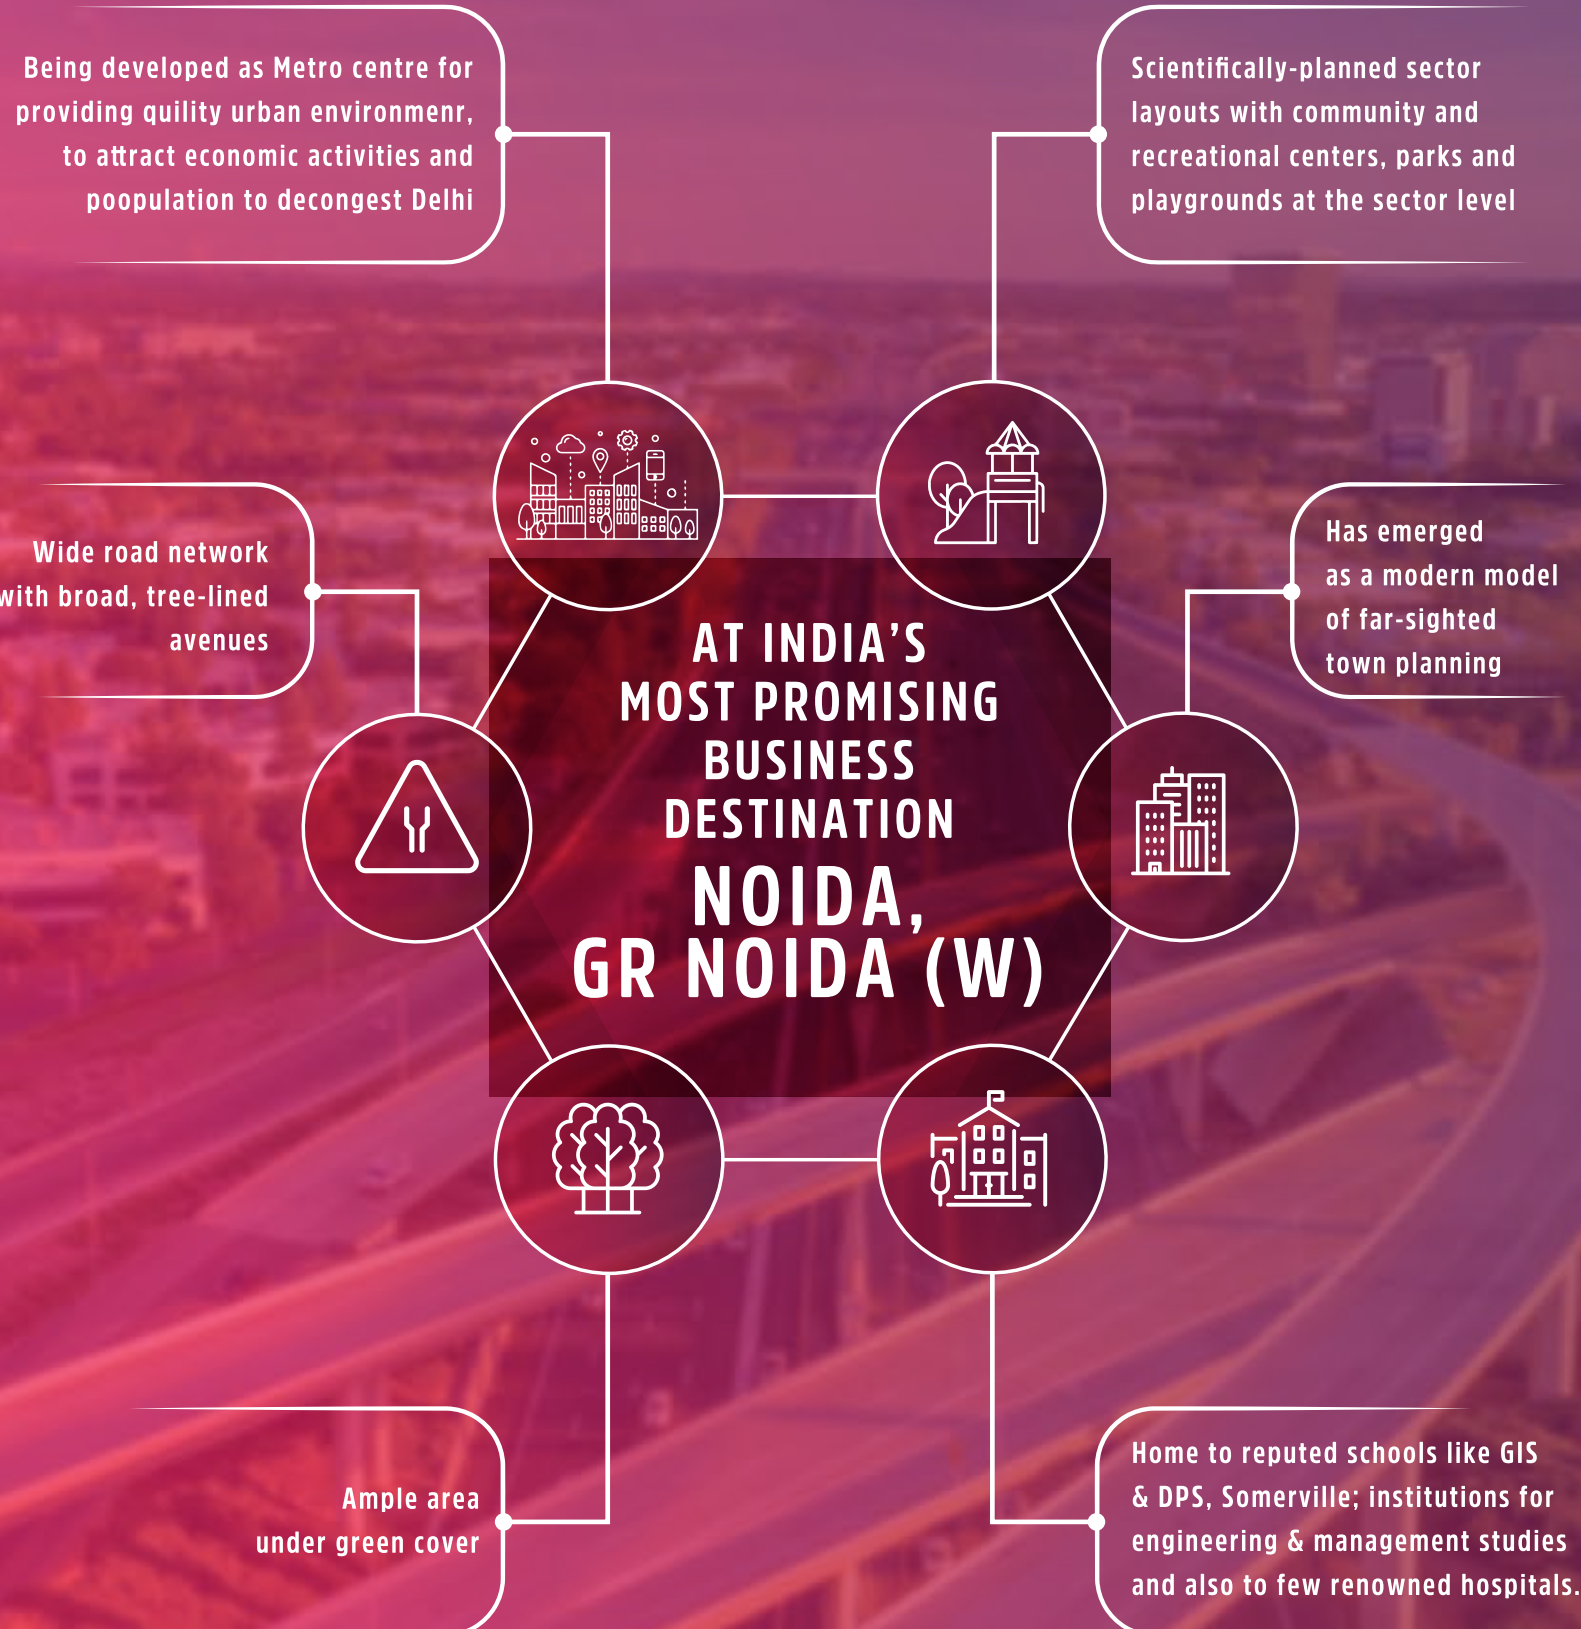 Being developed as Metro centre for
providing quility urban environmenr,
to attract economic activities and
poopulation to decongest Delhi
Scientifically-planned sector
layouts with community and
recreational centers, parks and
playgrounds at the sector level
Wide road network
with broad, tree-lined
avenues
Has emerged
as a modern model
of far-sighted
town planning
AT INDIA'S
MOST PROMISING
BUSINESS
DESTINATION
NOIDA,
GR NOIDA (W)
Ample area
under green cover
Home to reputed schools like GIS
& DPS, Somerville; institutions for
engineering & management studies
and also to few renowned hospitals.